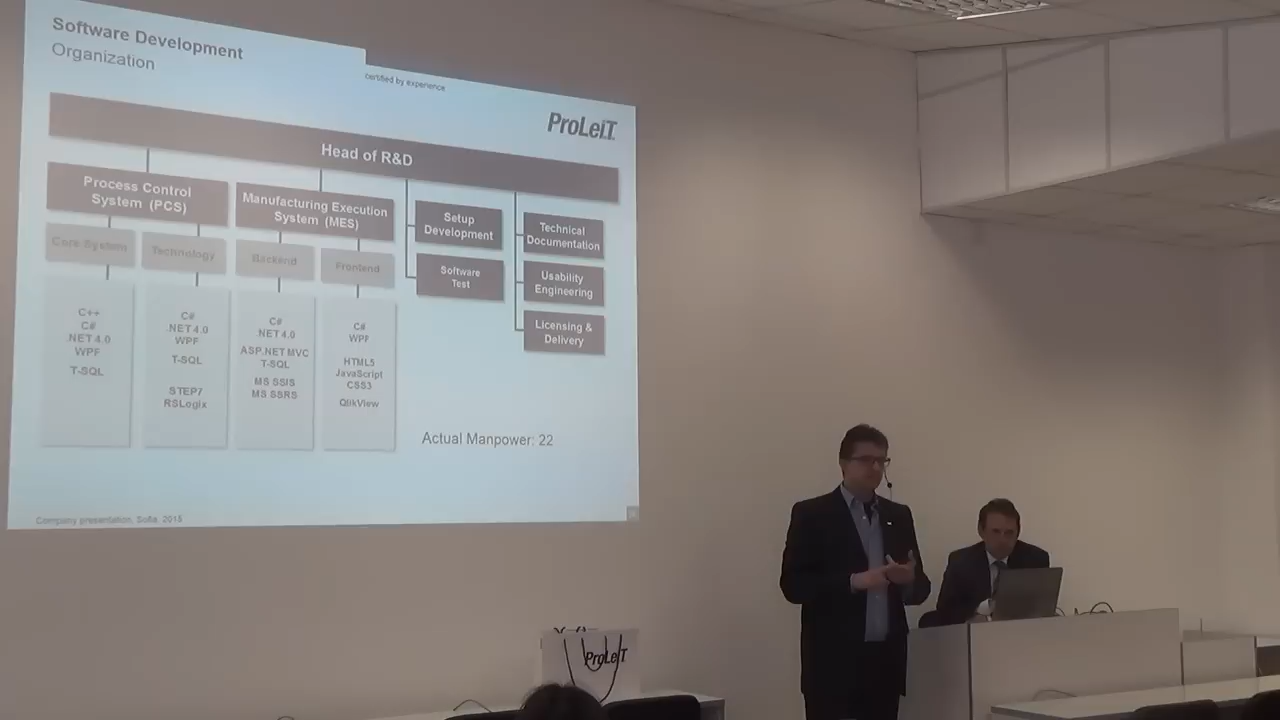 Software Development
Organization
certified by experience
ProLeiT
Head of R&D
Process Control
System (PCS)
Manufacturing Execution
System (MES)
Setup
Development
Technical
Documentation
Core System
Technology
Backend
Frontend
Software
Test
Usability
Engineering
Licensing &
Delivery
C++
C#
.NET 4.0
WPF
T-SQL
C#
.NET 4.0
WPF
T-SQL
STEP7
RSLogix
C#
.NET 4.0
ASP.NET MVC
T-SQL
MS SSIS
MS SSRS
C#
WPF
HTML5
JavaScript
CSS3
QlikView
Actual Manpower: 22
Company presentation, Sofia, 2015
ProLeiT